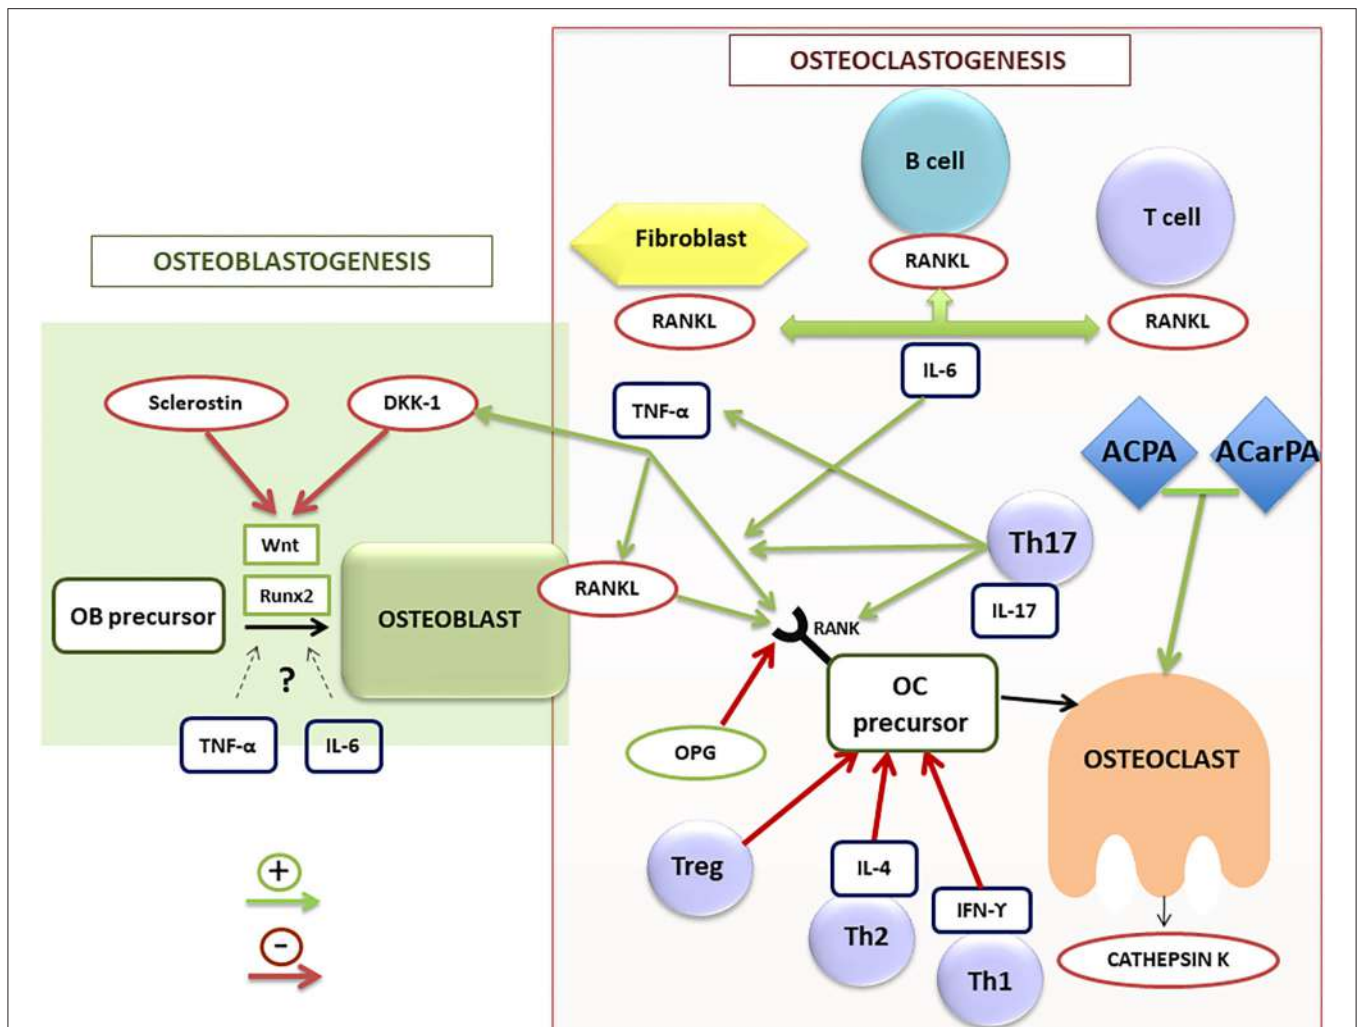 OSTEOCLASTOGENESIS
B cell
T cell
Fibroblast
RANKL
RANKL
RANKL
OSTEOBLASTOGENESIS
IL-6
Sclerostin
DKK-1
TNF-α
ACPA
ACarPA
Wnt
Th17
RANKL
Runx2
IL-17
OB precursor
OSTEOBLAST
RANK
?
OC
precursor
TNF-α
IL-6
OPG
OSTEOCLAST
Treg
IL-4
+
IFN-Y
Th2
-
CATHEPSIN K
Th1